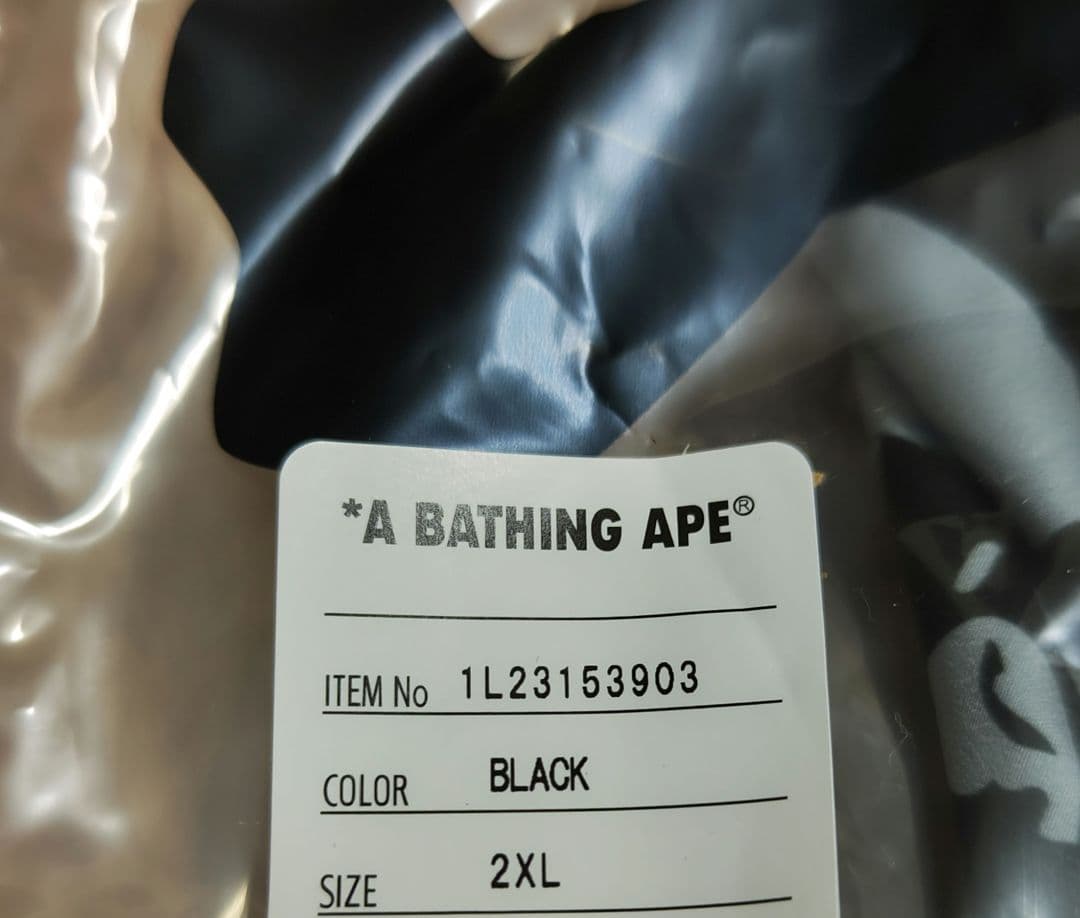 *A BATHING APE®
ITEM No 1L23153903
COLOR BLACK
SIZE 2XL